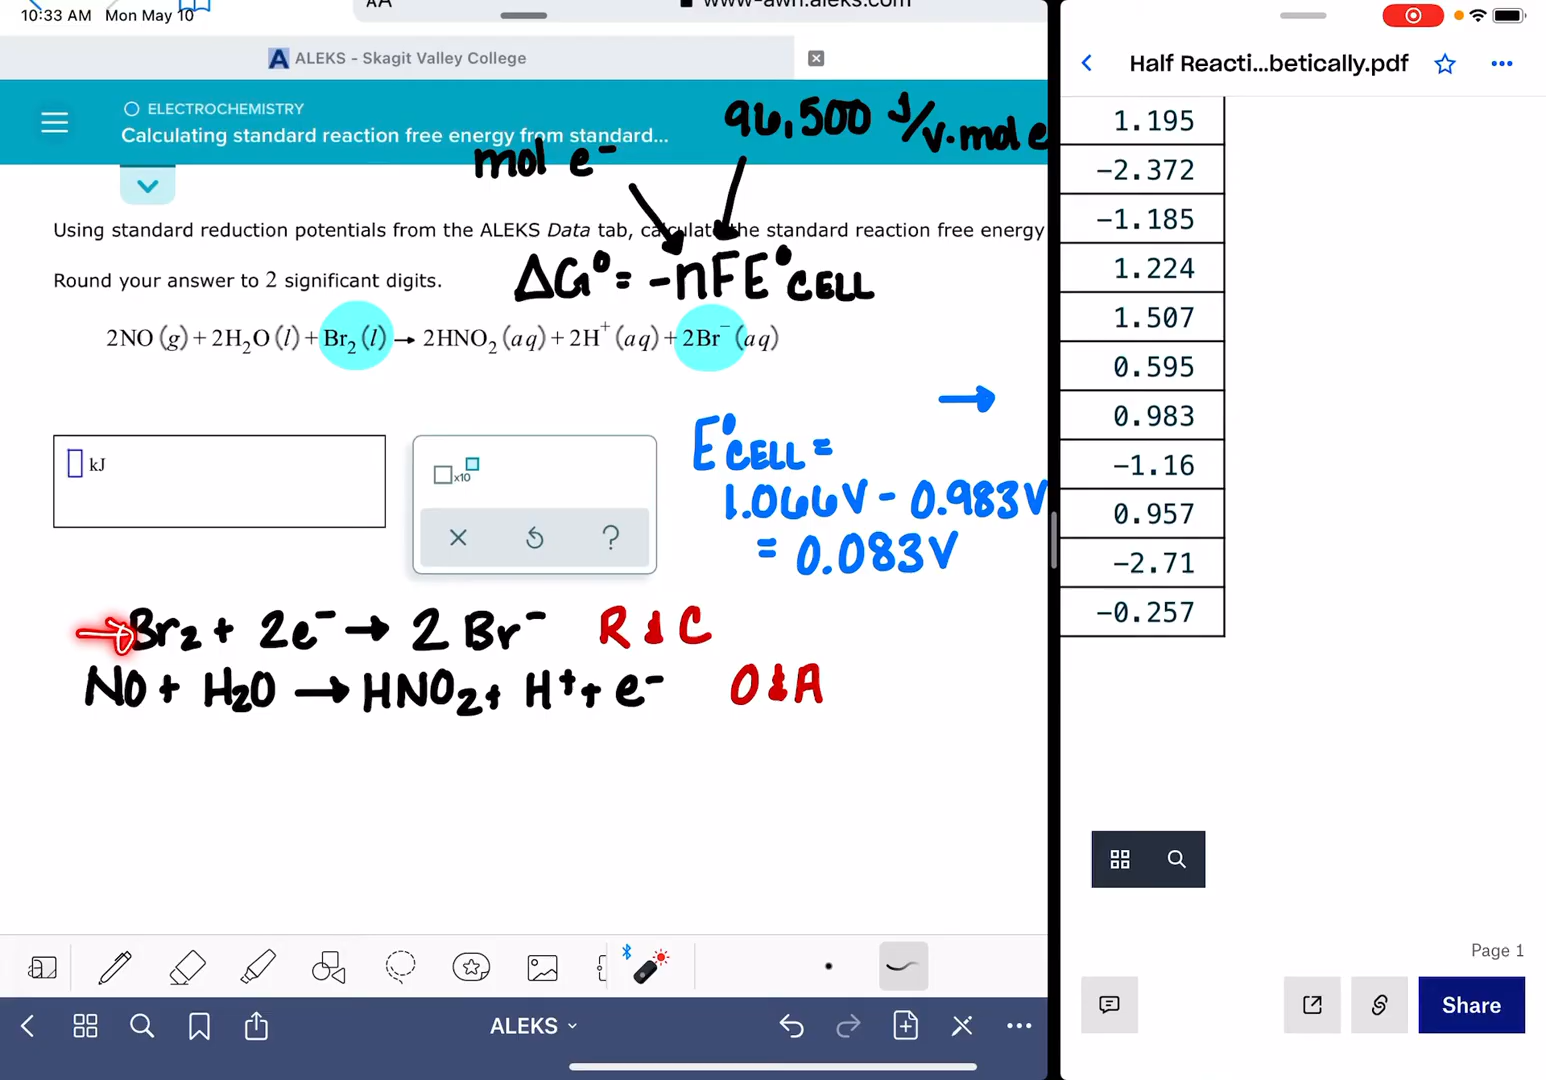 10:33 AM Mon May 10
AA
www-awh.aleks.com
ALEKS - Skagit Valley College
ELECTROCHEMISTRY
Calculating standard reaction free energy from standard...
96,500 J/V·mol e
mol e⁻
Using standard reduction potentials from the ALEKS Data tab, calculate the standard reaction free energy
Round your answer to 2 significant digits.
ΔG° = -nFE°CELL
2NO (g) + 2H₂O (l) + Br₂ (l) → 2HNO₂ (aq) + 2H⁺ (aq) + 2Br⁻ (aq)
kJ
x10
?
E°CELL =
1.066V - 0.983V
= 0.083V
→
Br₂ + 2e⁻ → 2 Br⁻ R & C
NO + H₂O → HNO₂ + H⁺ + e⁻ O & A
ALEKS
Half Reacti...betically.pdf
1.195
-2.372
-1.185
1.224
1.507
0.595
0.983
-1.16
0.957
-2.71
-0.257
Page 1
Share